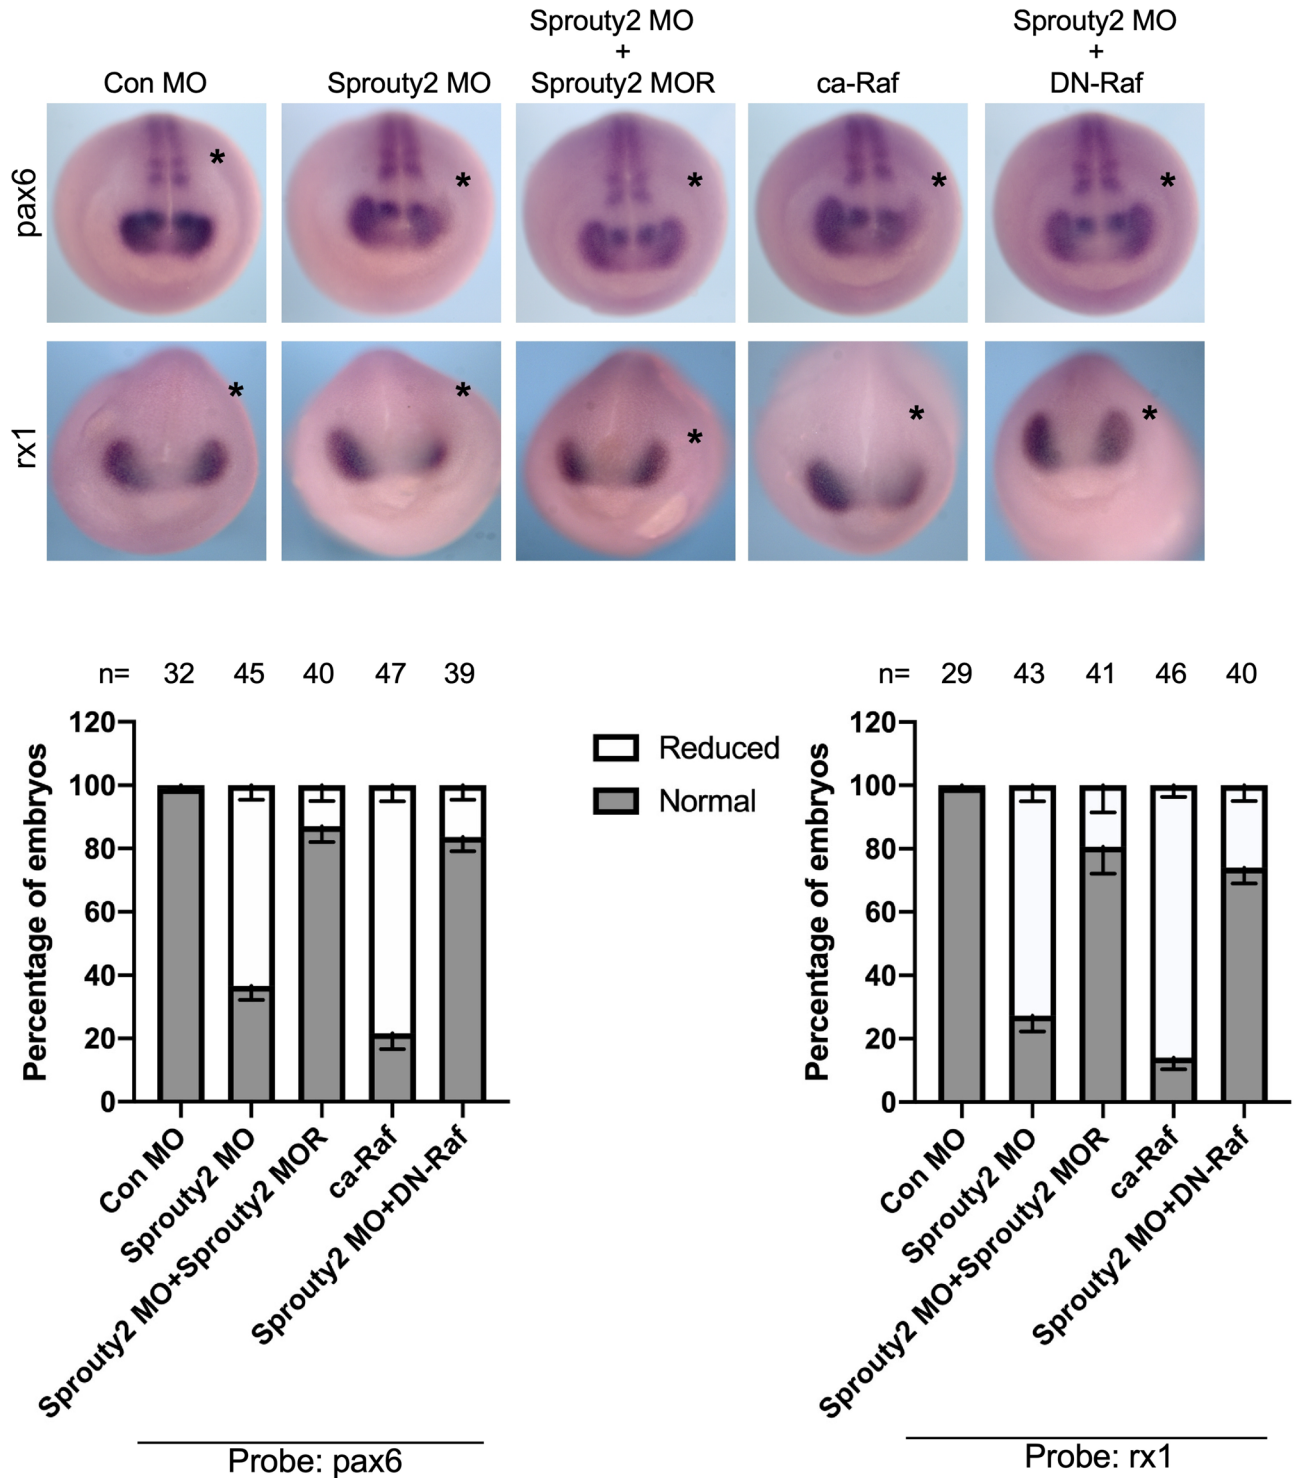 Sprouty2 MO
+
Sprouty2 MOR
Sprouty2 MO
+
DN-Raf
Con MO
Sprouty2 MO
ca-Raf
pax6
*
*
*
*
*
rx1
*
*
*
*
*
n= 32 45 40 47 39
Percentage of embryos
120
100
80
60
40
20
0
Con MO
Sprouty2 MO
Sprouty2 MO+Sprouty2 MOR
ca-Raf
Sprouty2 MO+DN-Raf
Probe: pax6
Reduced
Normal
n= 29 43 41 46 40
Percentage of embryos
120
100
80
60
40
20
0
Con MO
Sprouty2 MO
Sprouty2 MO+Sprouty2 MOR
ca-Raf
Sprouty2 MO+DN-Raf
Probe: rx1